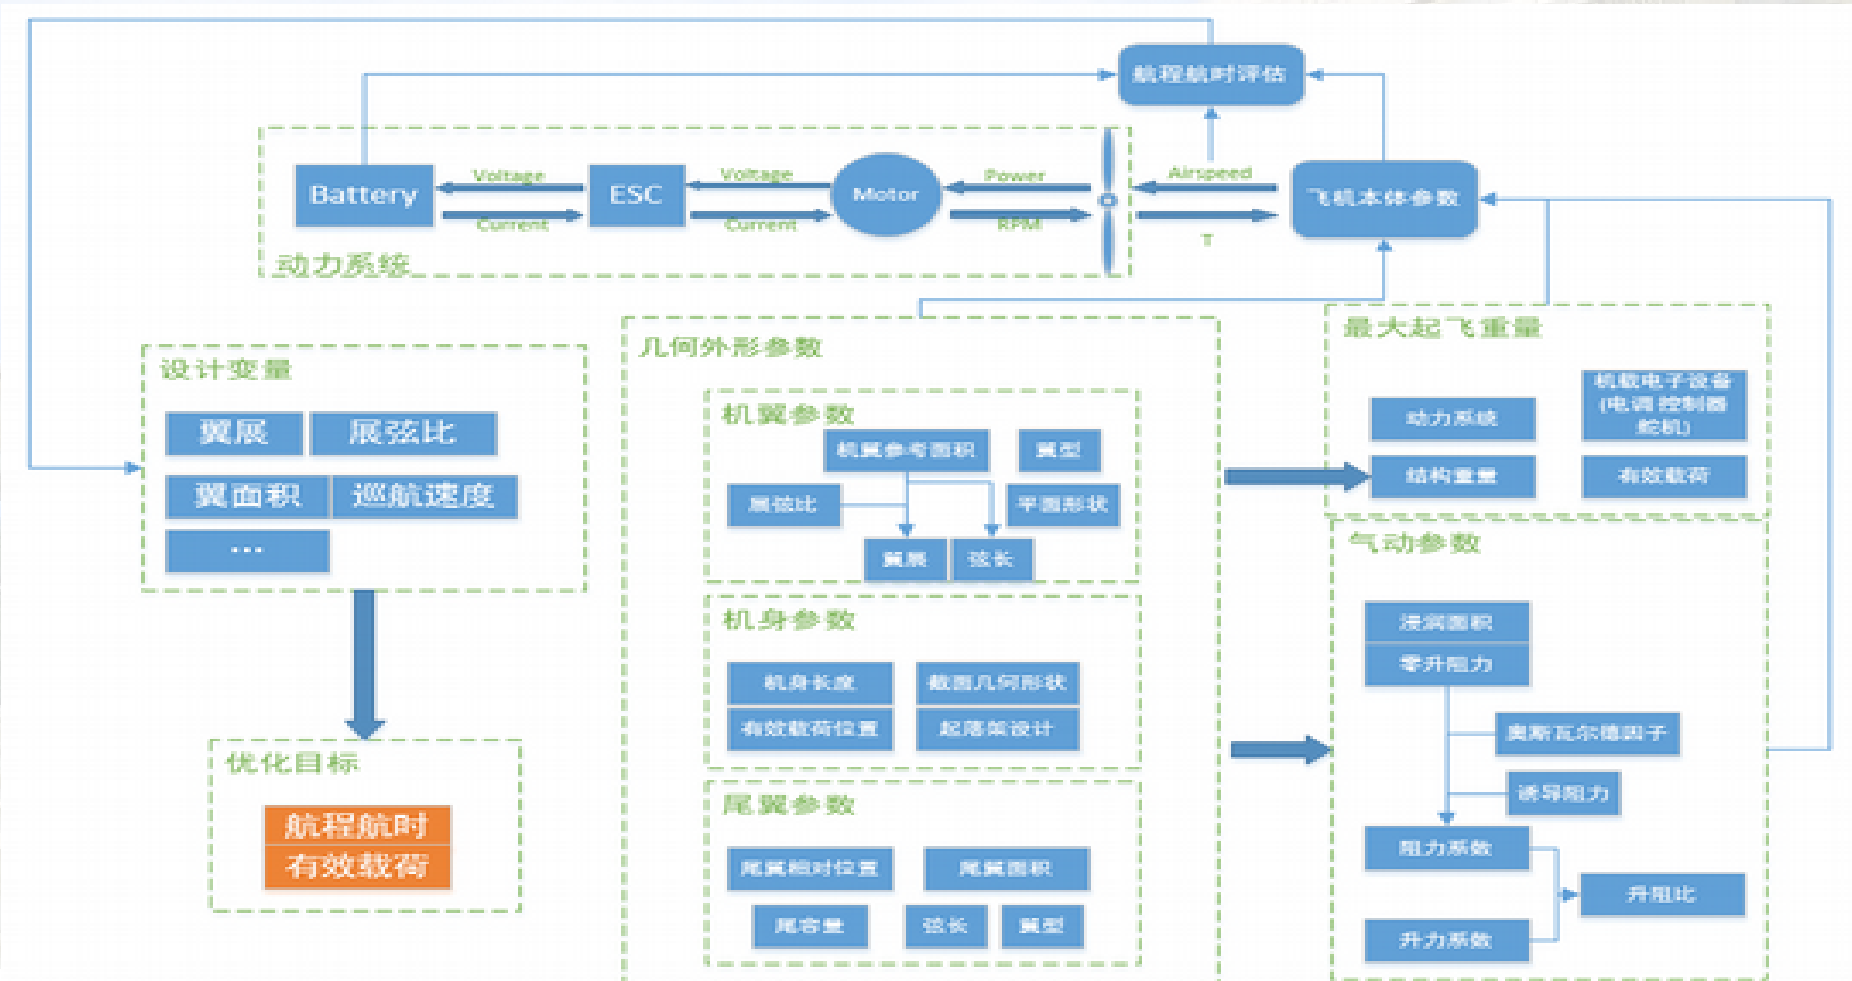 航程航时评估
Voltage
Voltage
Power
Airspeed
Battery
ESC
Motor
飞机本体参数
Current
Current
RPM
T
动力系统
设计变量
翼展
展弦比
翼面积
巡航速度
...
优化目标
航程航时
有效载荷
几何外形参数
机翼参数
机翼参考面积
翼型
展弦比
平面形状
翼展
弦长
机身参数
机身长度
截面几何形状
有效载荷位置
起落架设计
尾翼参数
尾翼相对位置
尾翼面积
尾容量
弦长
翼型
最大起飞重量
动力系统
机载电子设备
(电调 控制器
舵机)
结构重量
有效载荷
气动参数
浸润面积
零升阻力
奥斯瓦尔德因子
诱导阻力
阻力系数
升阻比
升力系数